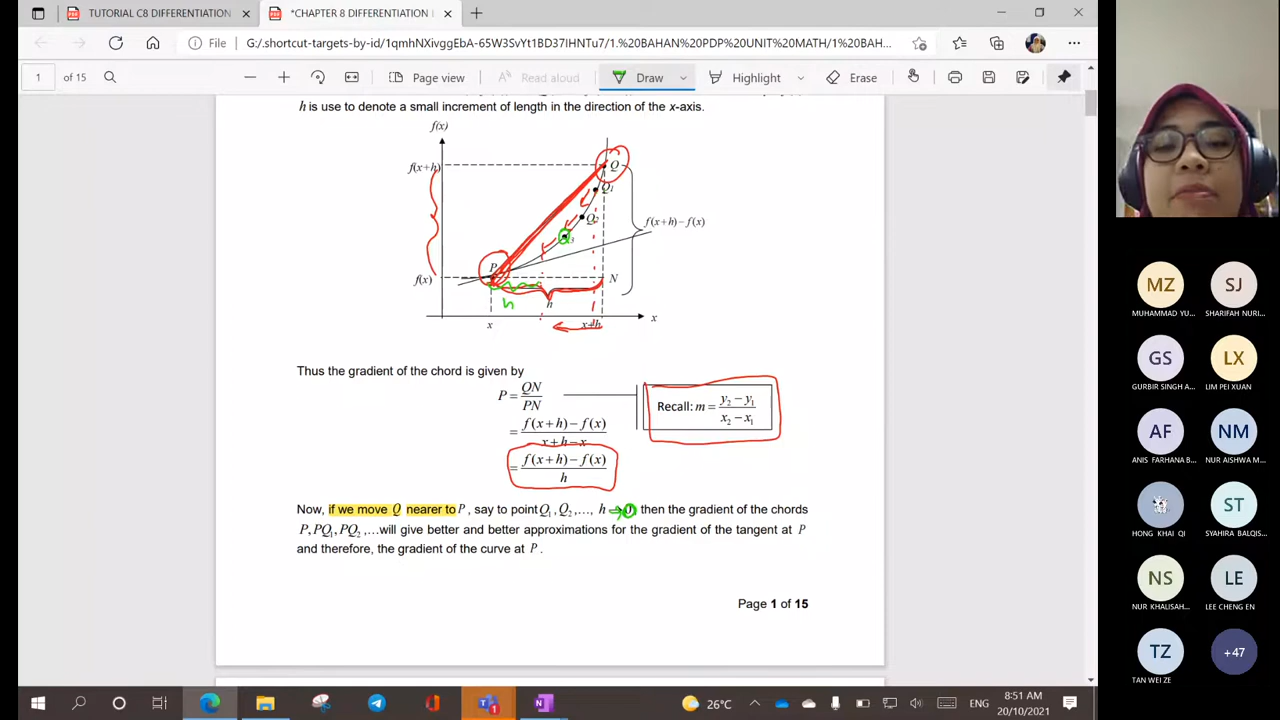 TUTORIAL C8 DIFFERENTIATION
*CHAPTER 8 DIFFERENTIATION
File
G:/.shortcut-targets-by-id/1qmhNXivggEbA-65W3SvYt1BD37IHNTu7/1.%20BAHAN%20PDP%20UNIT%20MATH/1%20BAH...
1 of 15
Page view
Read aloud
Draw
Highlight
Erase
h is use to denote a small increment of length in the direction of the x-axis.
f(x)
f(x+h)
Q
Q1
Q2
f(x+h)−f(x)
P
f(x)
N
h
h
x
x+h
x
Thus the gradient of the chord is given by
P = QN/PN
Recall: m = (y2 − y1)/(x2 − x1)
= (f(x+h) − f(x))/(x+h−x)
= (f(x+h) − f(x))/h
Now, if we move Q nearer to P, say to point Q1, Q2,..., h → 0, then the gradient of the chords
P, PQ1, PQ2,...will give better and better approximations for the gradient of the tangent at P
and therefore, the gradient of the curve at P.
Page 1 of 15
MZ
MUHAMMAD YU...
SJ
SHARIFAH NURI...
GS
GURBIR SINGH A...
LX
LIM PEI XUAN
AF
ANIS FARHANA B...
NM
NUR AISHWA M...
HONG KHAI QI
ST
SYAHIRA BALQIS...
NS
NUR KHALISAH...
LE
LEE CHENG EN
TZ
TAN WEI ZE
+47
26°C
ENG
8:51 AM
20/10/2021